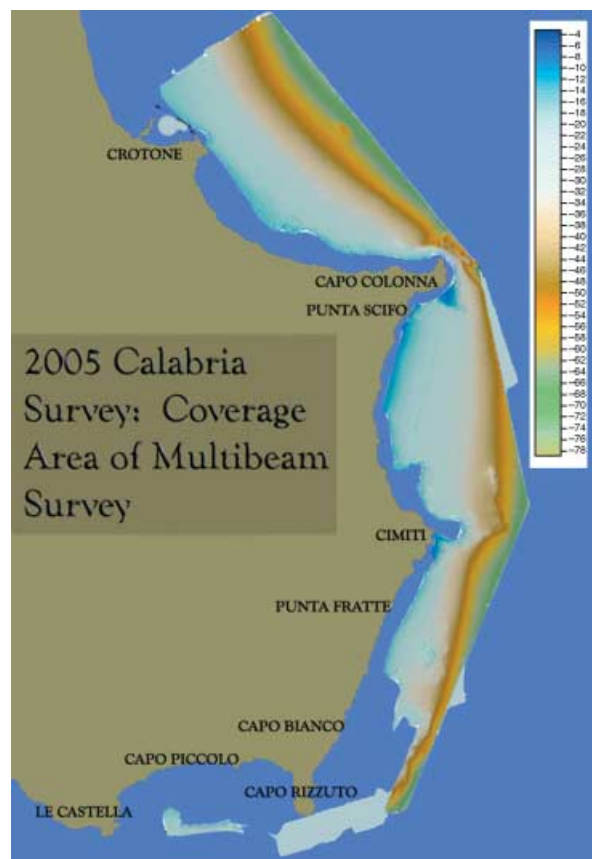 CROTONE
CAPO COLONNA
PUNTA SCIFO
2005 Calabria
Survey: Coverage
Area of Multibeam
Survey
CIMITI
PUNTA FRATTE
CAPO BIANCO
CAPO PICCOLO
CAPO RIZZUTO
LE CASTELLA
-4
-6
-8
-10
-12
-14
-16
-18
-20
-22
-24
-26
-28
-30
-32
-34
-36
-38
-40
-42
-44
-46
-48
-50
-52
-54
-56
-58
-60
-62
-64
-66
-68
-70
-72
-74
-76
-78